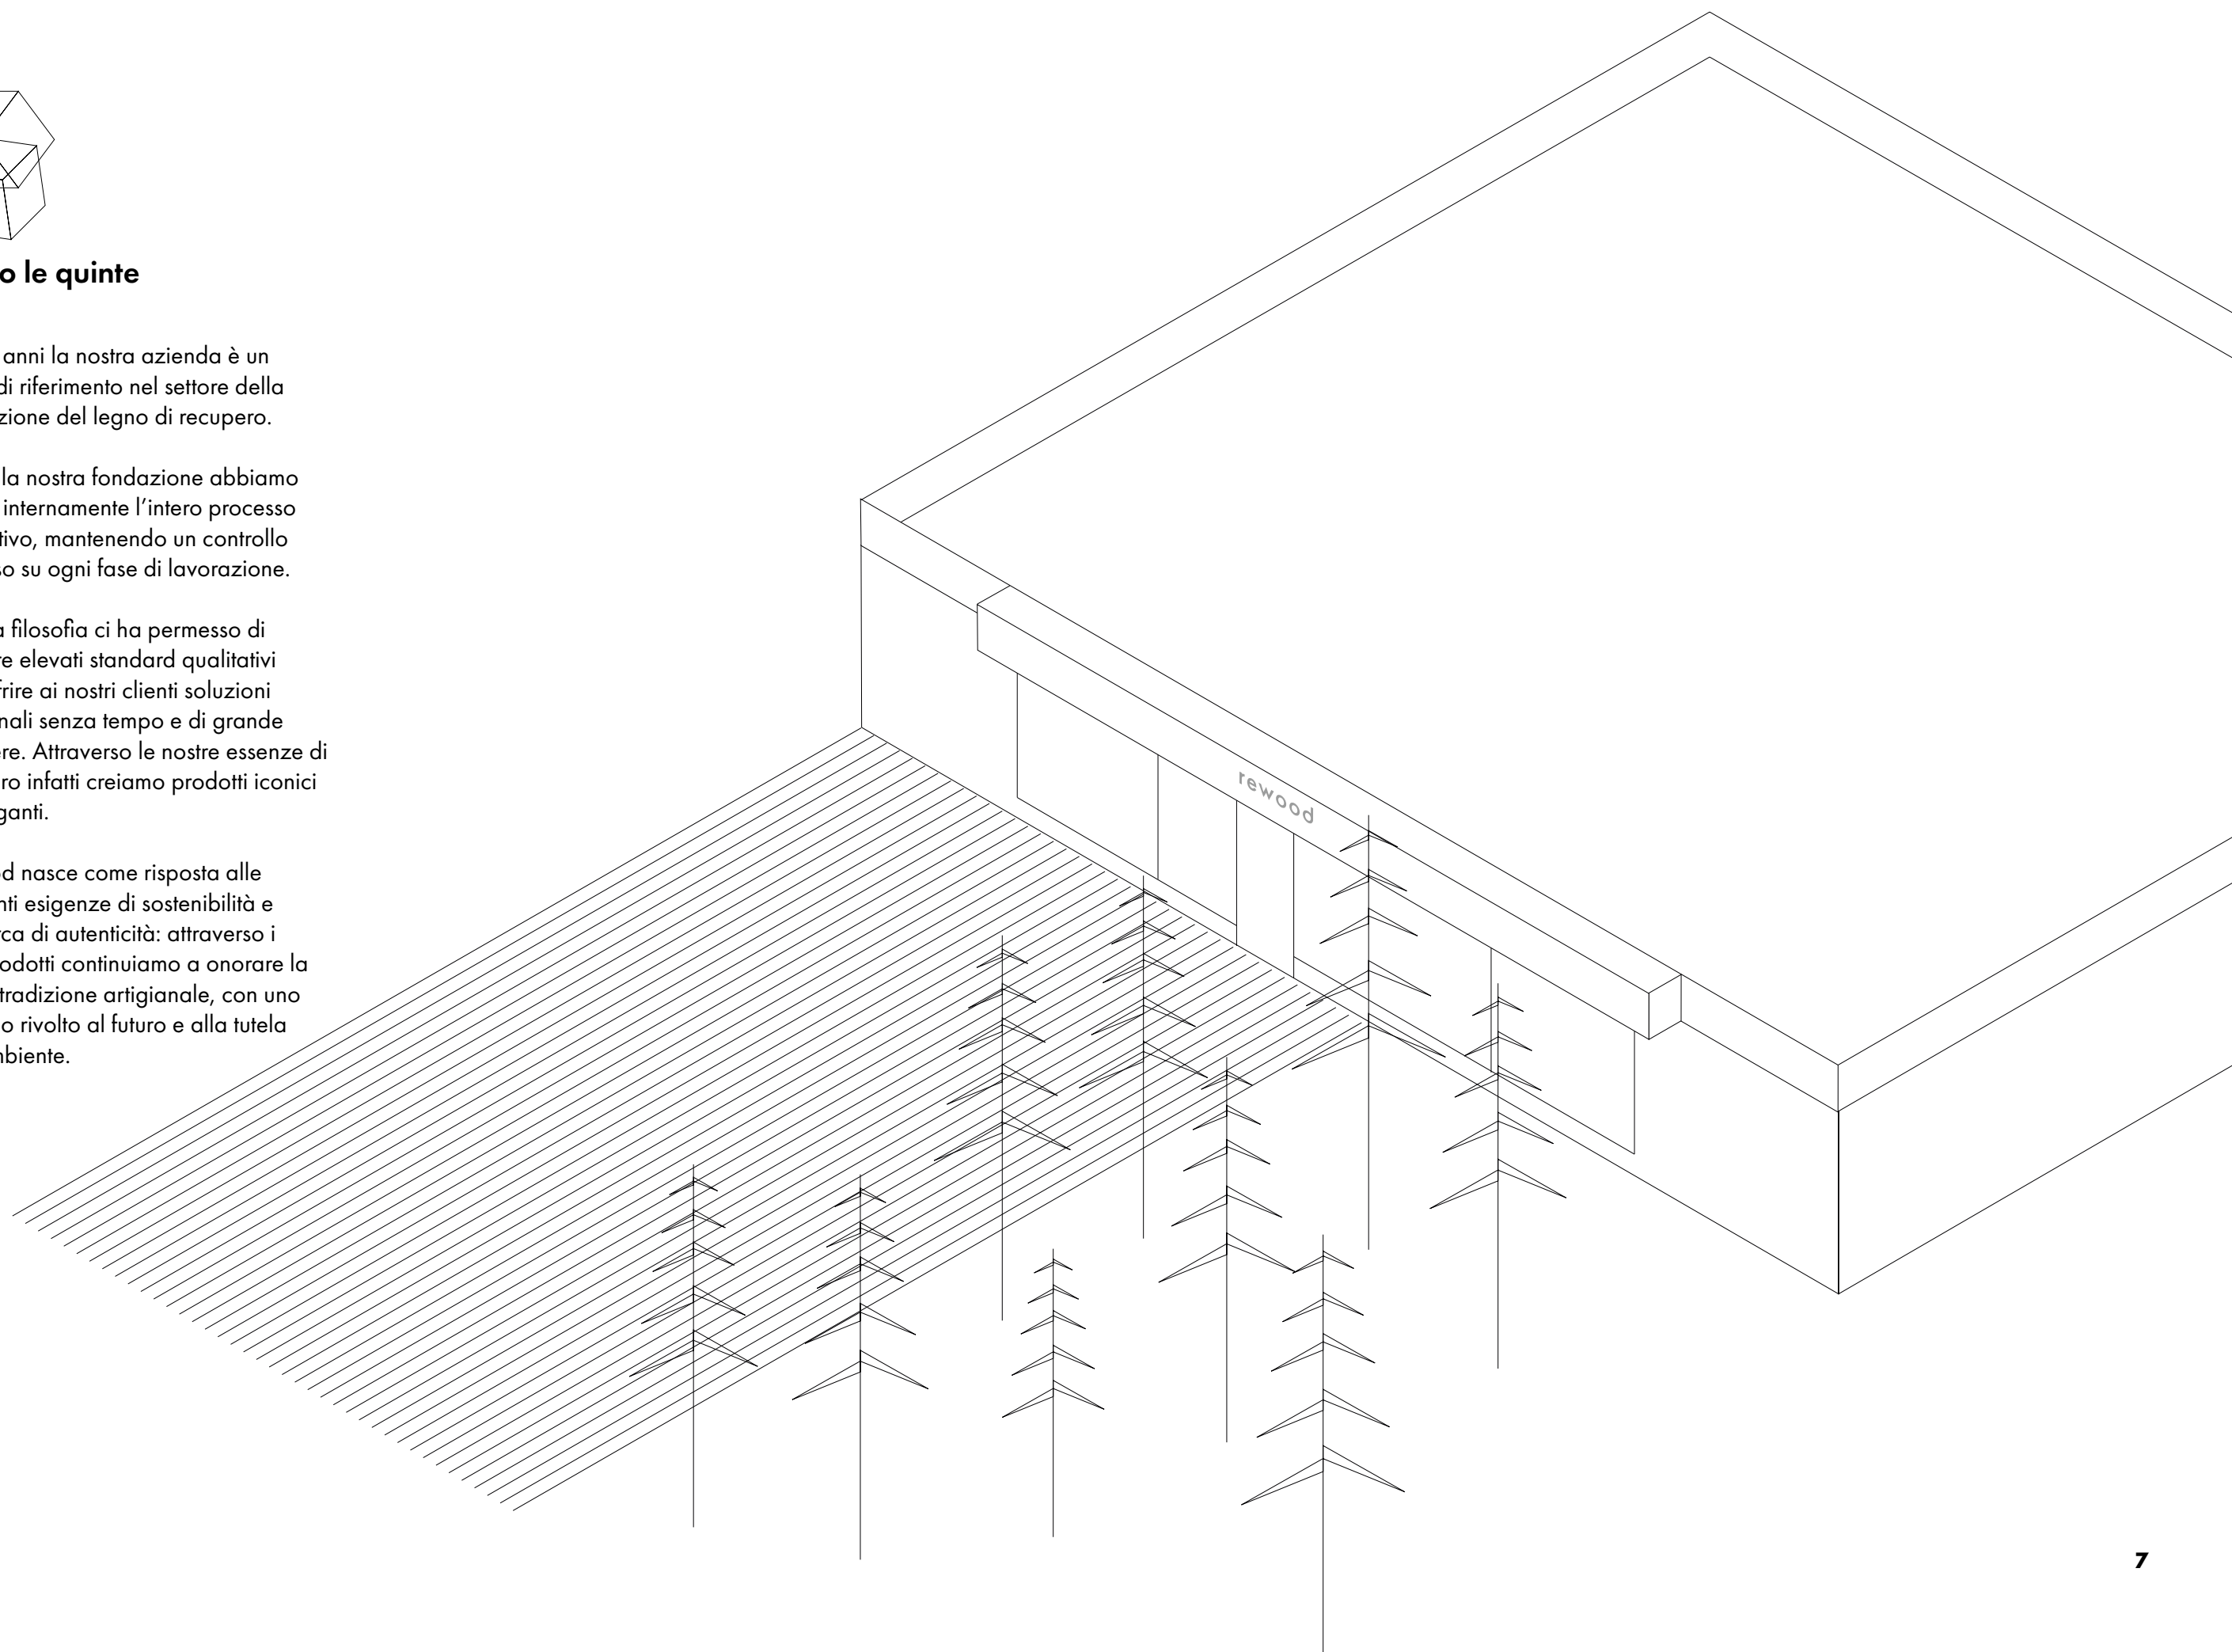 o le quinte
anni la nostra azienda è un
di riferimento nel settore della
zione del legno di recupero.
la nostra fondazione abbiamo
internamente l’intero processo
tivo, mantenendo un controllo
so su ogni fase di lavorazione.
a filosofia ci ha permesso di
re elevati standard qualitativi
frire ai nostri clienti soluzioni
nali senza tempo e di grande
re. Attraverso le nostre essenze di
ro infatti creiamo prodotti iconici
ganti.
d nasce come risposta alle
nti esigenze di sostenibilità e
rca di autenticità: attraverso i
odotti continuiamo a onorare la
tradizione artigianale, con uno
o rivolto al futuro e alla tutela
mbiente.
rewood
7